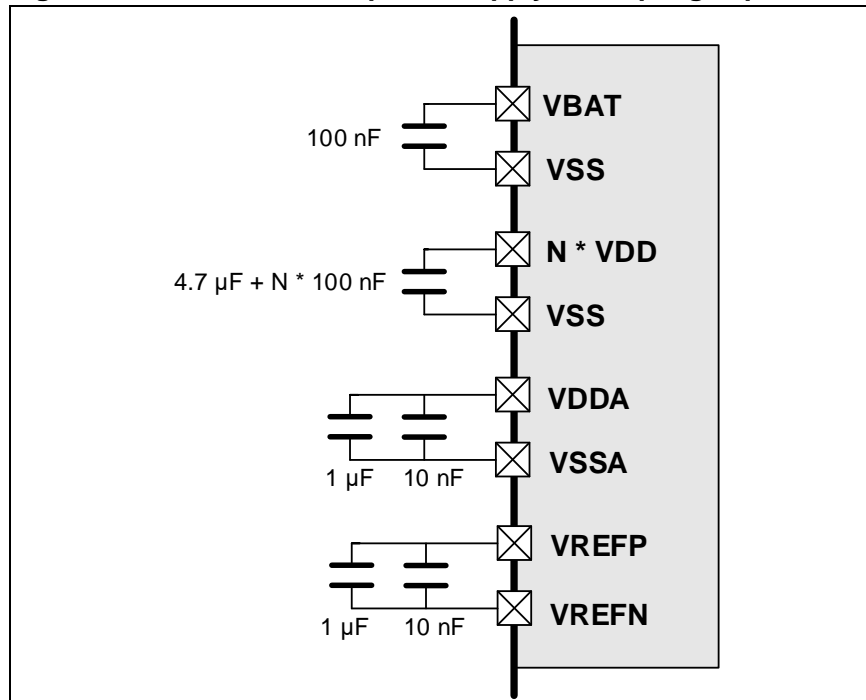 VBAT
100 nF
VSS
N * VDD
4.7 µF + N * 100 nF
VSS
VDDA
VSSA
1 µF 10 nF
VREFP
VREFN
1 µF 10 nF